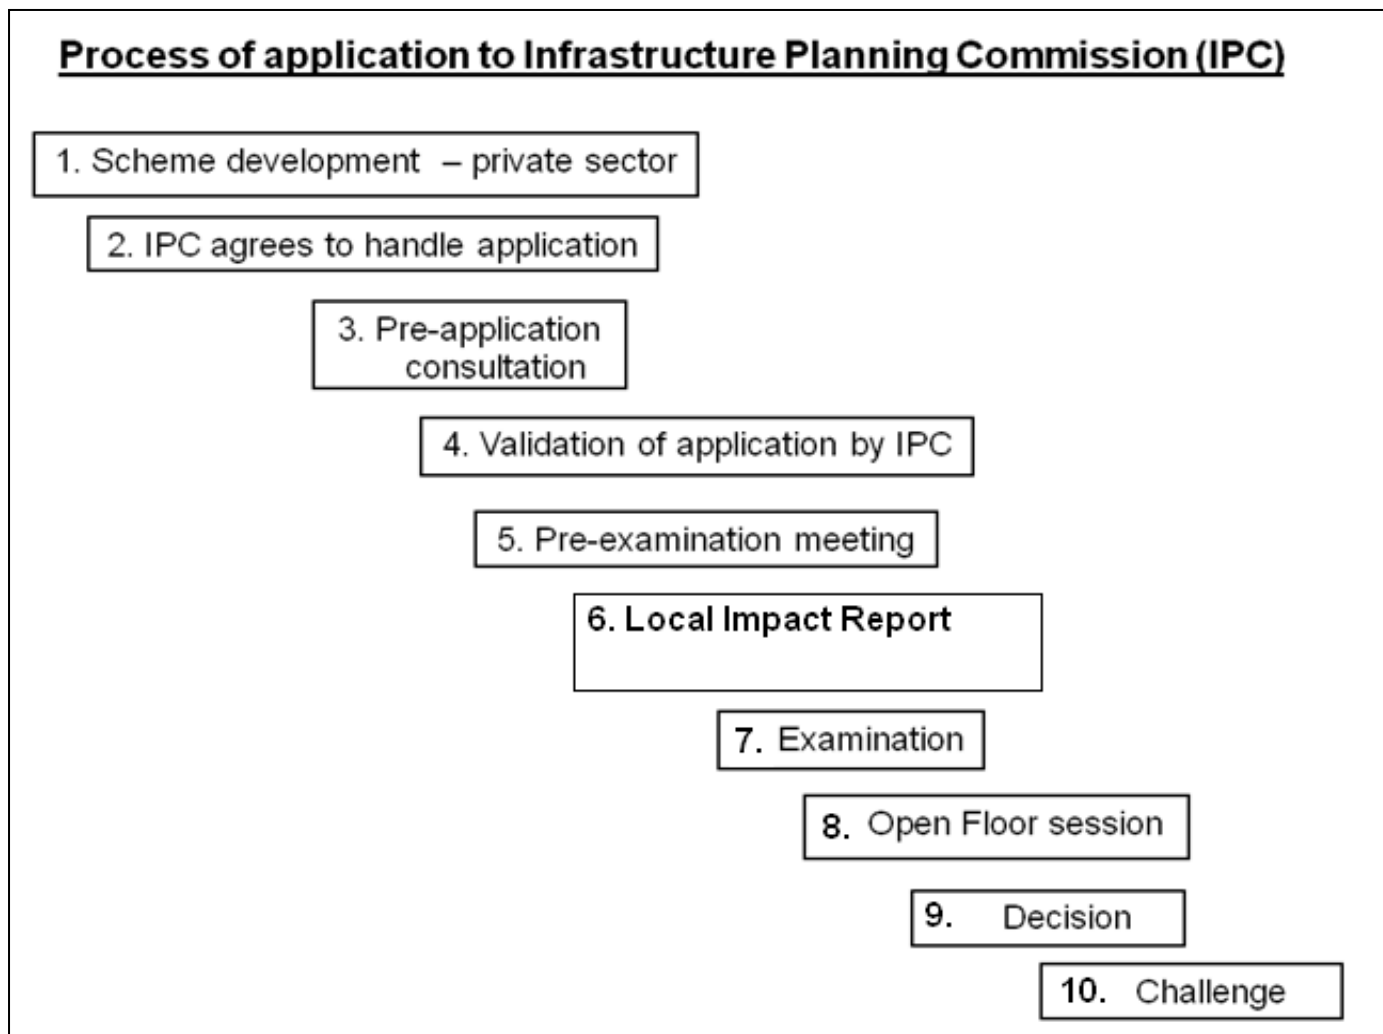 Process of application to Infrastructure Planning Commission (IPC)
1. Scheme development – private sector
2. IPC agrees to handle application
3. Pre-application
consultation
4. Validation of application by IPC
5. Pre-examination meeting
6. Local Impact Report
7. Examination
8. Open Floor session
9. Decision
10. Challenge